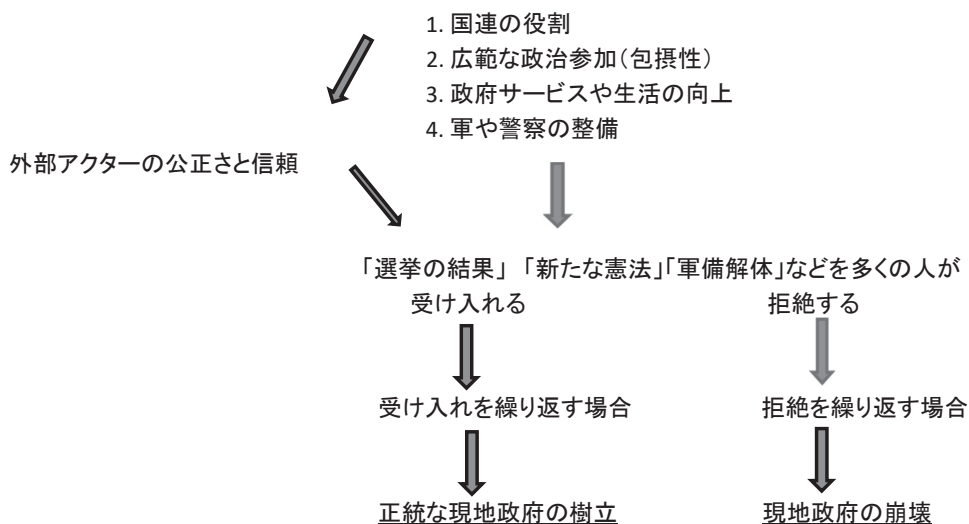 1. 国連の役割
2. 広範な政治参加（包摂性）
3. 政府サービスや生活の向上
4. 軍や警察の整備
外部アクターの公正さと信頼
「選挙の結果」「新たな憲法」「軍備解体」などを多くの人が
受け入れる 拒絶する
受け入れを繰り返す場合 拒絶を繰り返す場合
正統な現地政府の樹立 現地政府の崩壊